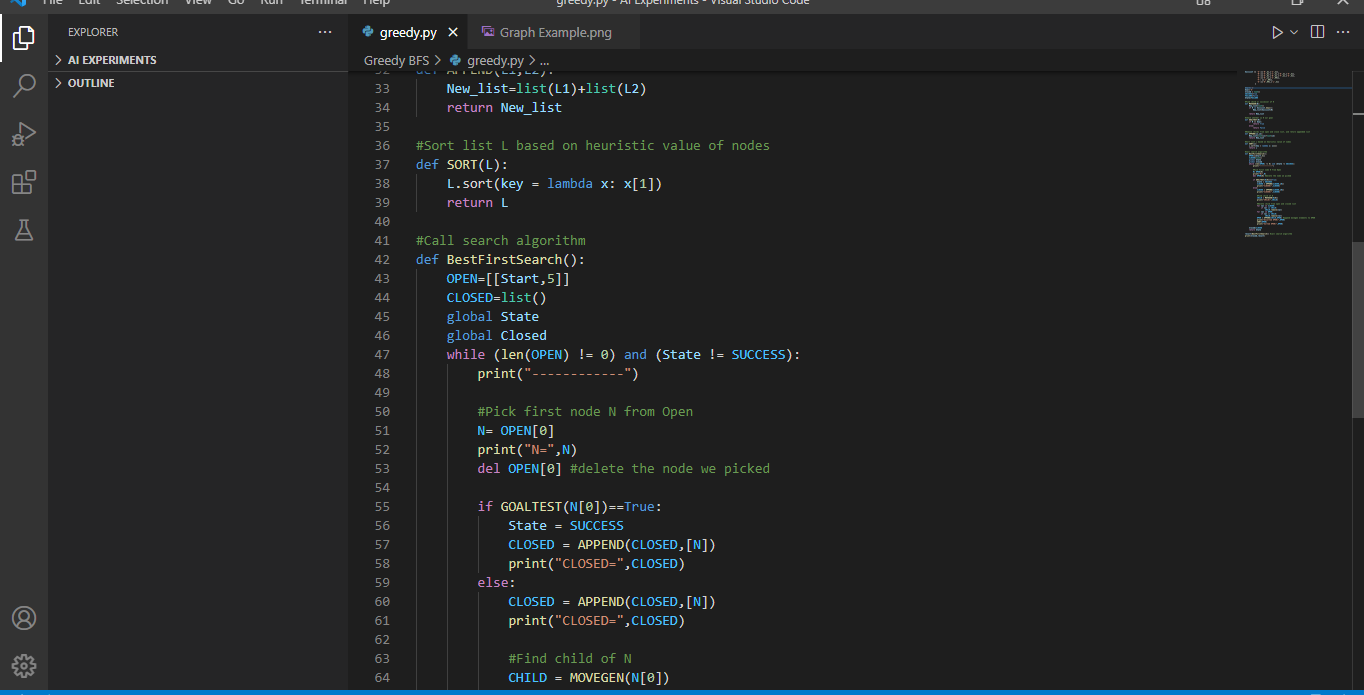 File Edit Selection View Go Run Terminal Help greedy.py - AI Experiments - Visual Studio Code
EXPLORER ...
AI EXPERIMENTS
OUTLINE
greedy.py Graph Example.png
Greedy BFS > greedy.py > ...
32 def APPEND(L1,L2):
33 New_list=list(L1)+list(L2)
34 return New_list
35
36 #Sort list L based on heuristic value of nodes
37 def SORT(L):
38 L.sort(key = lambda x: x[1])
39 return L
40
41 #Call search algorithm
42 def BestFirstSearch():
43 OPEN=[[Start,5]]
44 CLOSED=list()
45 global State
46 global Closed
47 while (len(OPEN) != 0) and (State != SUCCESS):
48 print("------------")
49
50 #Pick first node N from Open
51 N= OPEN[0]
52 print("N=",N)
53 del OPEN[0] #delete the node we picked
54
55 if GOALTEST(N[0])==True:
56 State = SUCCESS
57 CLOSED = APPEND(CLOSED,[N])
58 print("CLOSED=",CLOSED)
59 else:
60 CLOSED = APPEND(CLOSED,[N])
61 print("CLOSED=",CLOSED)
62
63 #Find child of N
64 CHILD = MOVEGEN(N[0])